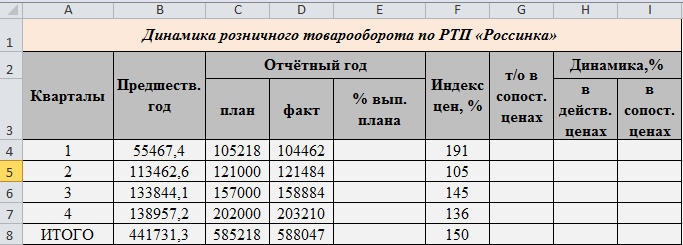 A B C D E F G H I
1 Динамика розничного товарооборота по РТП «Россинка»
2 Кварталы Предшеств. год Отчётный год Индекс цен, % т/о в сопост. ценах Динамика,%
3 план факт % вып. плана в действ. ценах в сопост. ценах
4 1 55467,4 105218 104462 191
5 2 113462,6 121000 121484 105
6 3 133844,1 157000 158884 145
7 4 138957,2 202000 203210 136
8 ИТОГО 441731,3 585218 588047 150